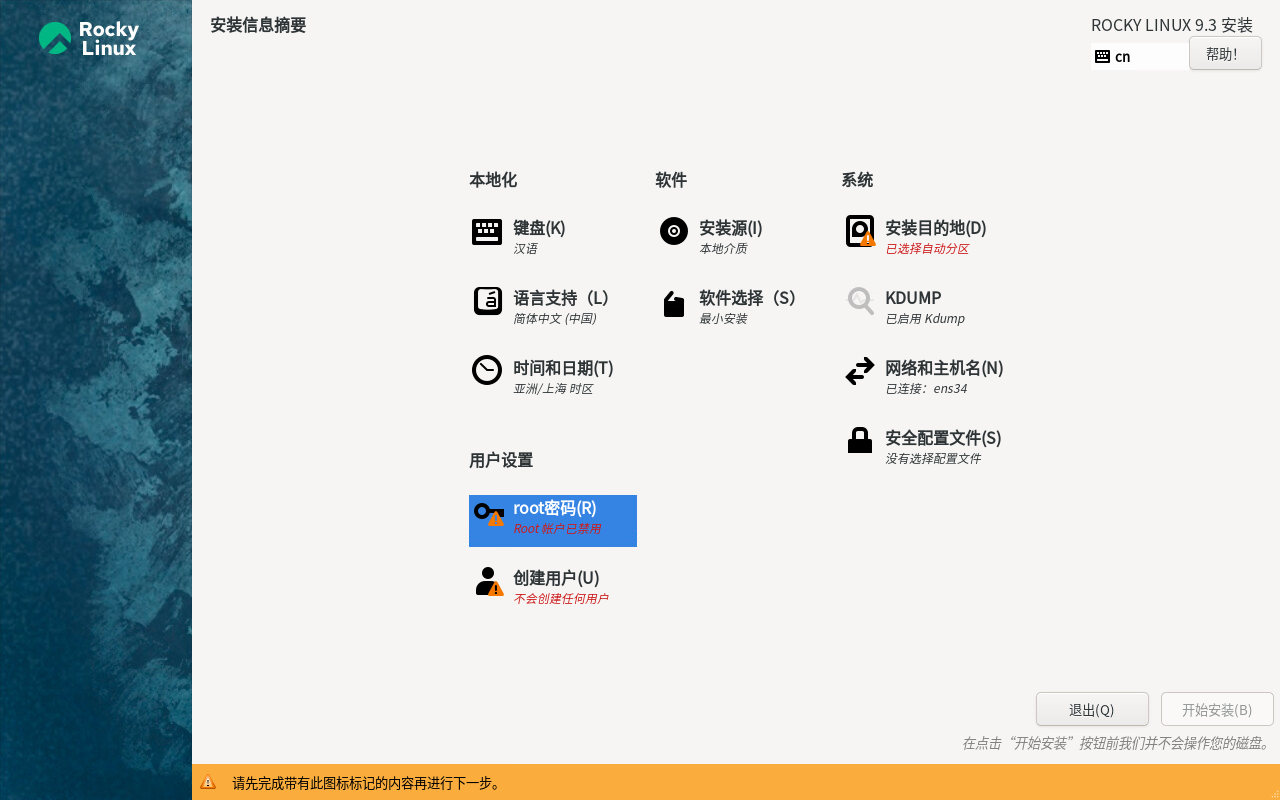 Rocky
Linux
安装信息摘要
ROCKY LINUX 9.3 安装
cn
帮助！
本地化
键盘(K)
汉语
语言支持（L）
简体中文 (中国)
时间和日期(T)
亚洲/上海 时区
软件
安装源(I)
本地介质
软件选择（S）
最小安装
系统
安装目的地(D)
已选择自动分区
KDUMP
已启用 Kdump
网络和主机名(N)
已连接：ens34
安全配置文件(S)
没有选择配置文件
用户设置
root密码(R)
Root 帐户已禁用
创建用户(U)
不会创建任何用户
退出(Q)
开始安装(B)
在点击“开始安装”按钮前我们并不会操作您的磁盘。
请先完成带有此图标标记的内容再进行下一步。